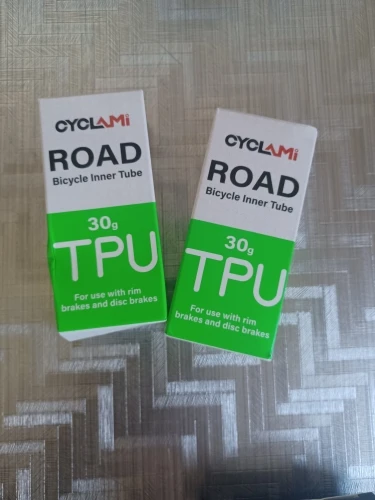 CYCLAMI
ROAD
Bicycle Inner Tube
30g
TPU
For use with rim
brakes and disc brakes
CYCLAMI
ROAD
Bicycle Inner Tube
30g
TPU
For use with rim
brakes and disc brakes